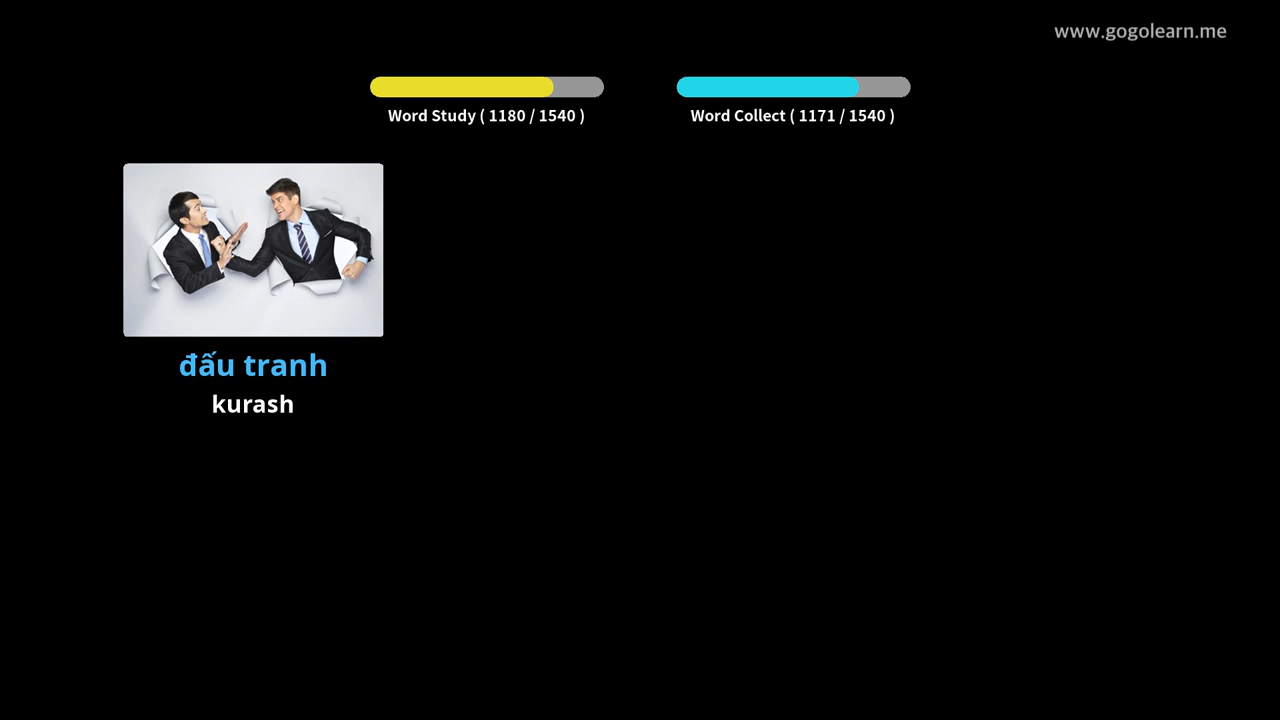 www.gogolearn.me
Word Study ( 1180 / 1540 )
Word Collect ( 1171 / 1540 )
đấu tranh
kurash